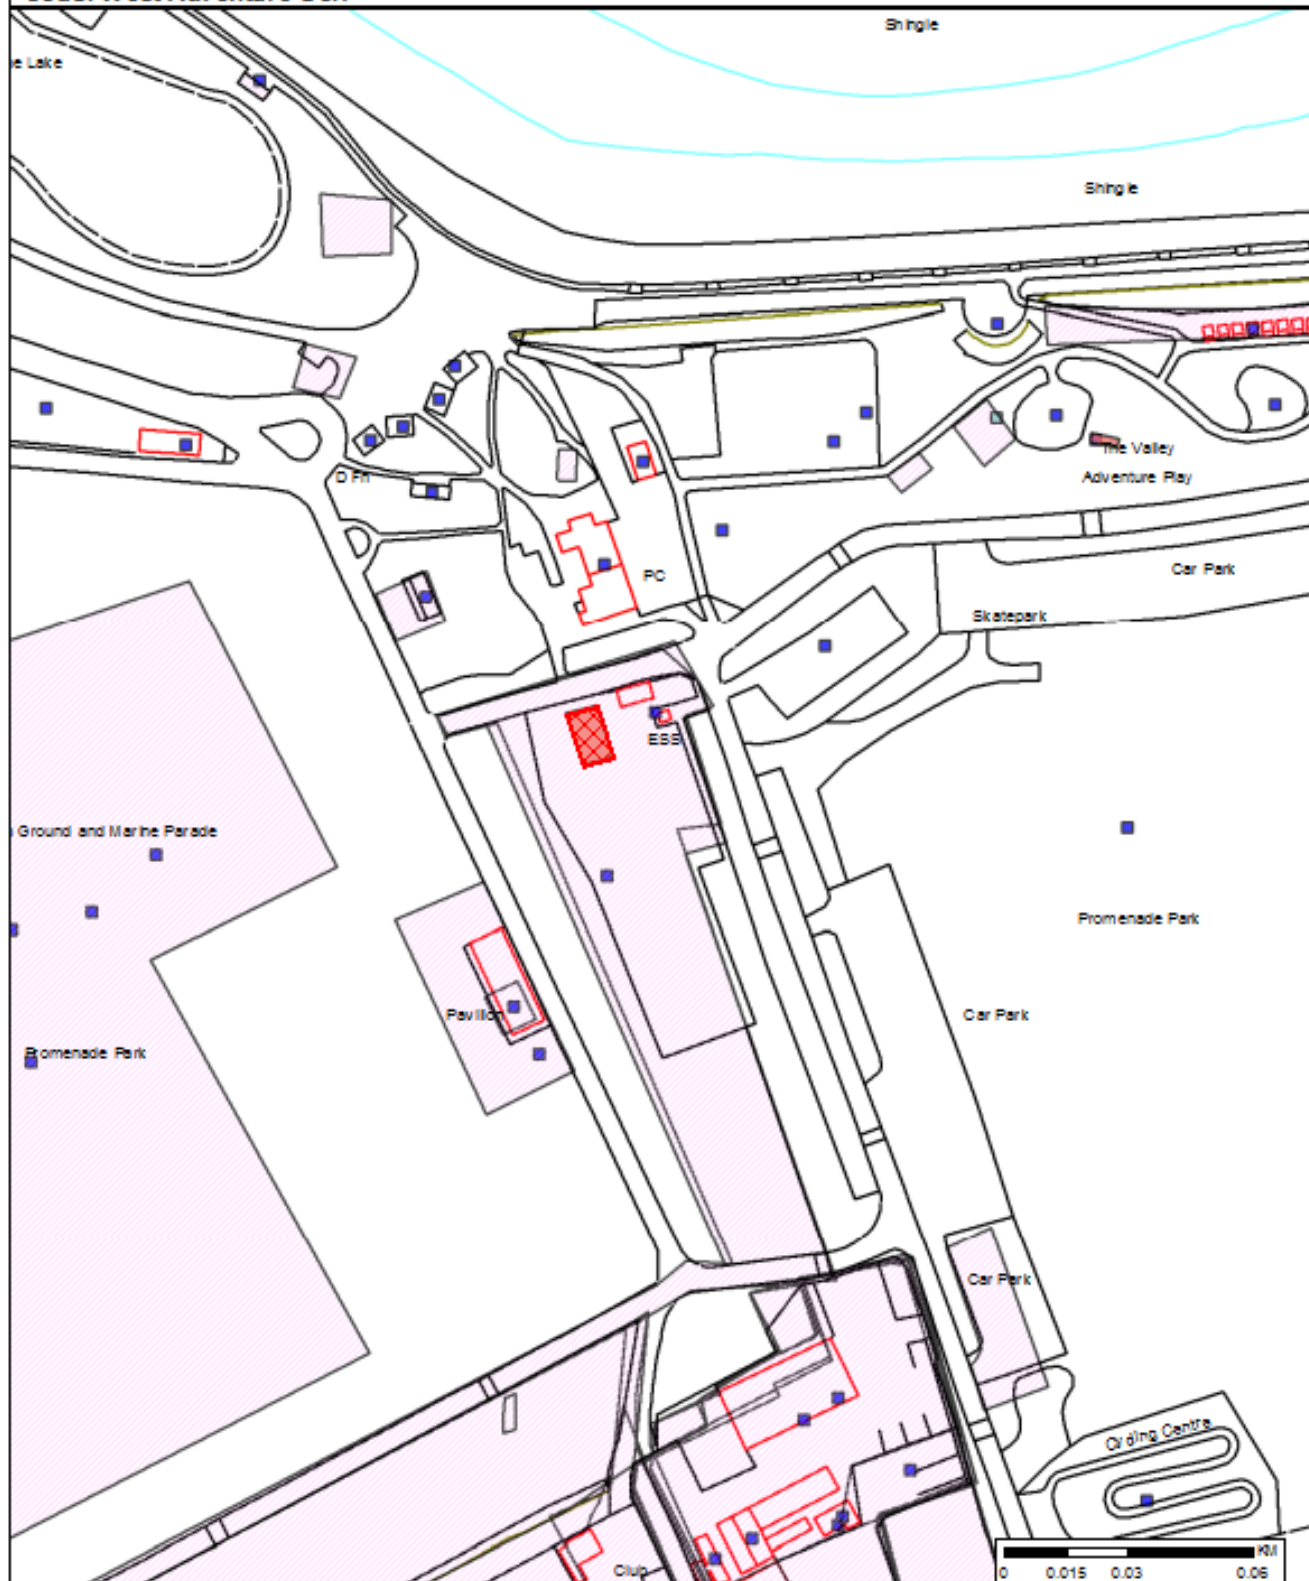 Shingle
e Lake
Shingle
The Valley
Adventure Play
D Fn
PC
Car Park
Skatepark
ESS
Ground and Marine Parade
Promenade Park
Pavilion
Car Park
Promenade Park
Car Park
Cycling Centre
Club
KM
0 0.015 0.03 0.06